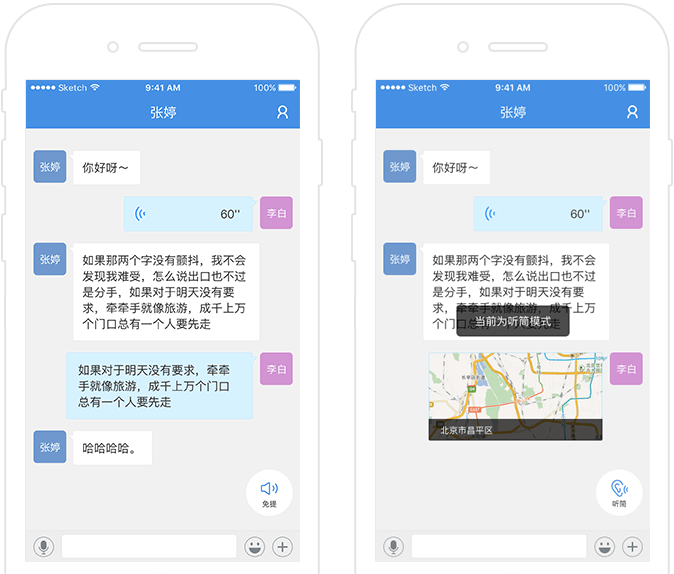 Sketch 9:41 AM 100%
张婷
张婷 你好呀～
60'' 李白
张婷 如果那两个字没有颤抖，我不会
发现我难受，怎么说出口也不过
是分手，如果对于明天没有要
求，牵牵手就像旅游，成千上万
个门口总有一个人要先走
如果对于明天没有要求，牵牵 李白
手就像旅游，成千上万个门口
总有一个人要先走
张婷 哈哈哈哈。
免提
Sketch 9:41 AM 100%
张婷
张婷 你好呀～
60'' 李白
张婷 如果那两个字没有颤抖，我不会
发现我难受，怎么说出口也不过
是分手，如果对于明天没有要
求，牵牵手就像旅游，成千上万
个门口总有一个人要先走
当前为听筒模式
李白
北京市昌平区
听筒